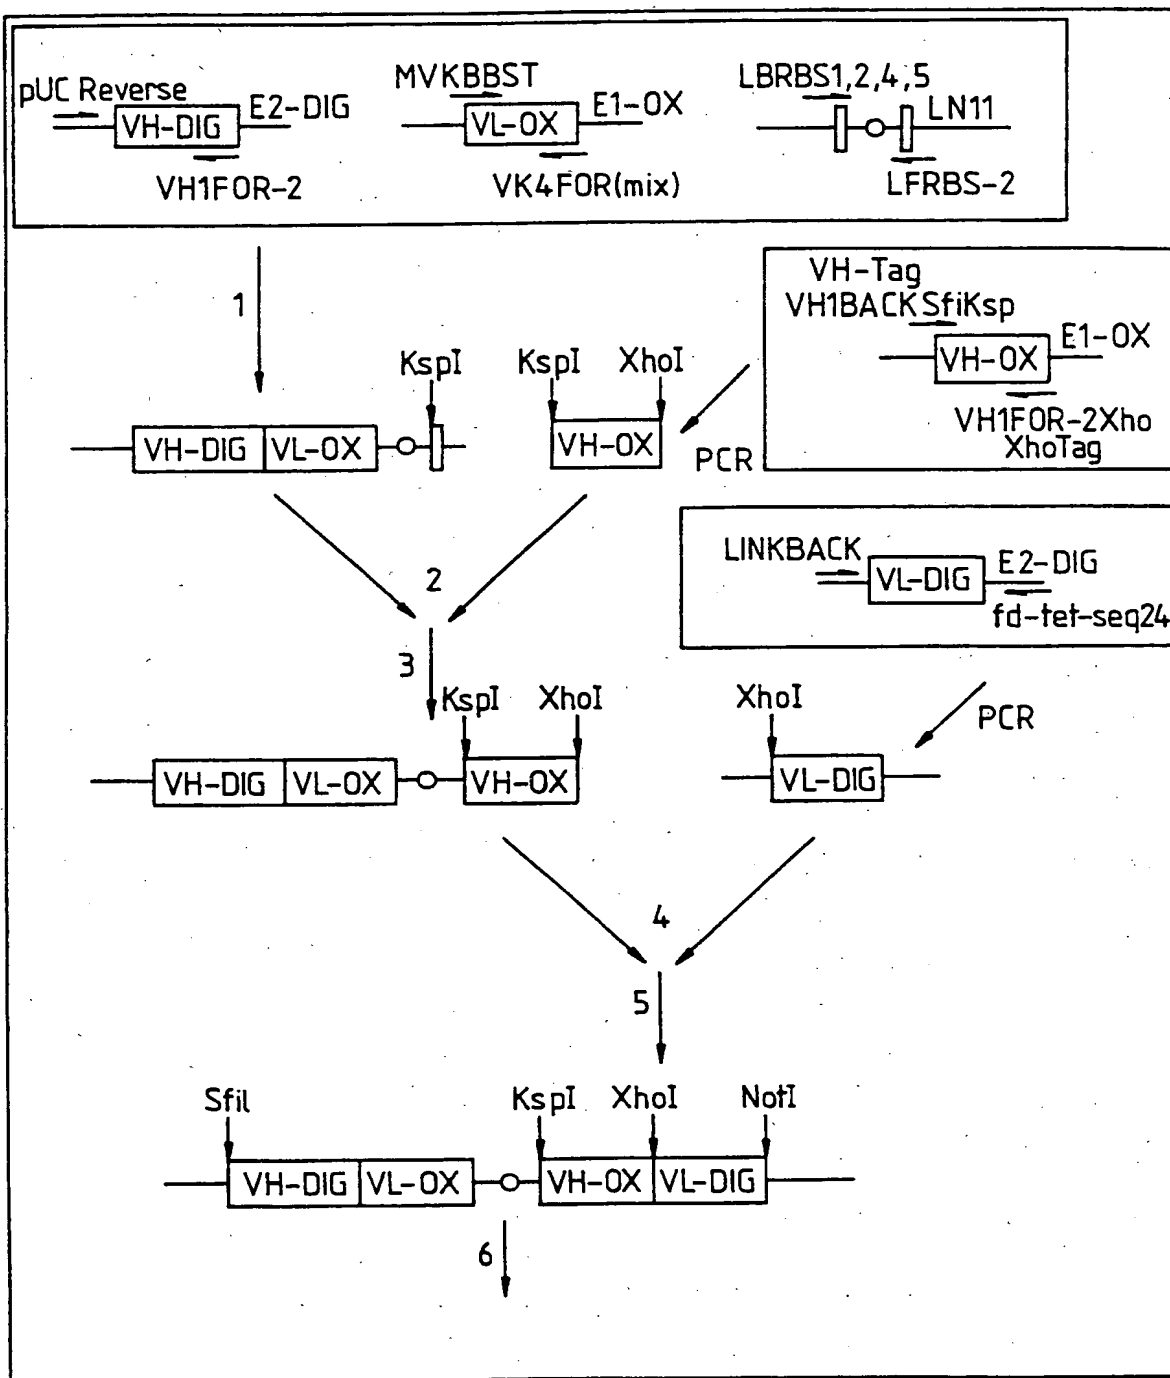 pUC Reverse
VH-DIG
E2-DIG
VH1FOR-2
MVKBBST
VL-OX
E1-OX
VK4FOR(mix)
LBRBS1,2,4,5
LN11
LFRBS-2
1
VH-Tag
VH1BACKSfiKsp
VH-OX
E1-OX
VH1FOR-2Xho
XhoTag
KspI
KspI
XhoI
VH-DIG
VL-OX
VH-OX
PCR
2
LINKBACK
VL-DIG
E2-DIG
fd-tet-seq24
3
KspI
XhoI
XhoI
PCR
VH-DIG
VL-OX
VH-OX
VL-DIG
4
5
SfiI
KspI
XhoI
NotI
VH-DIG
VL-OX
VH-OX
VL-DIG
6